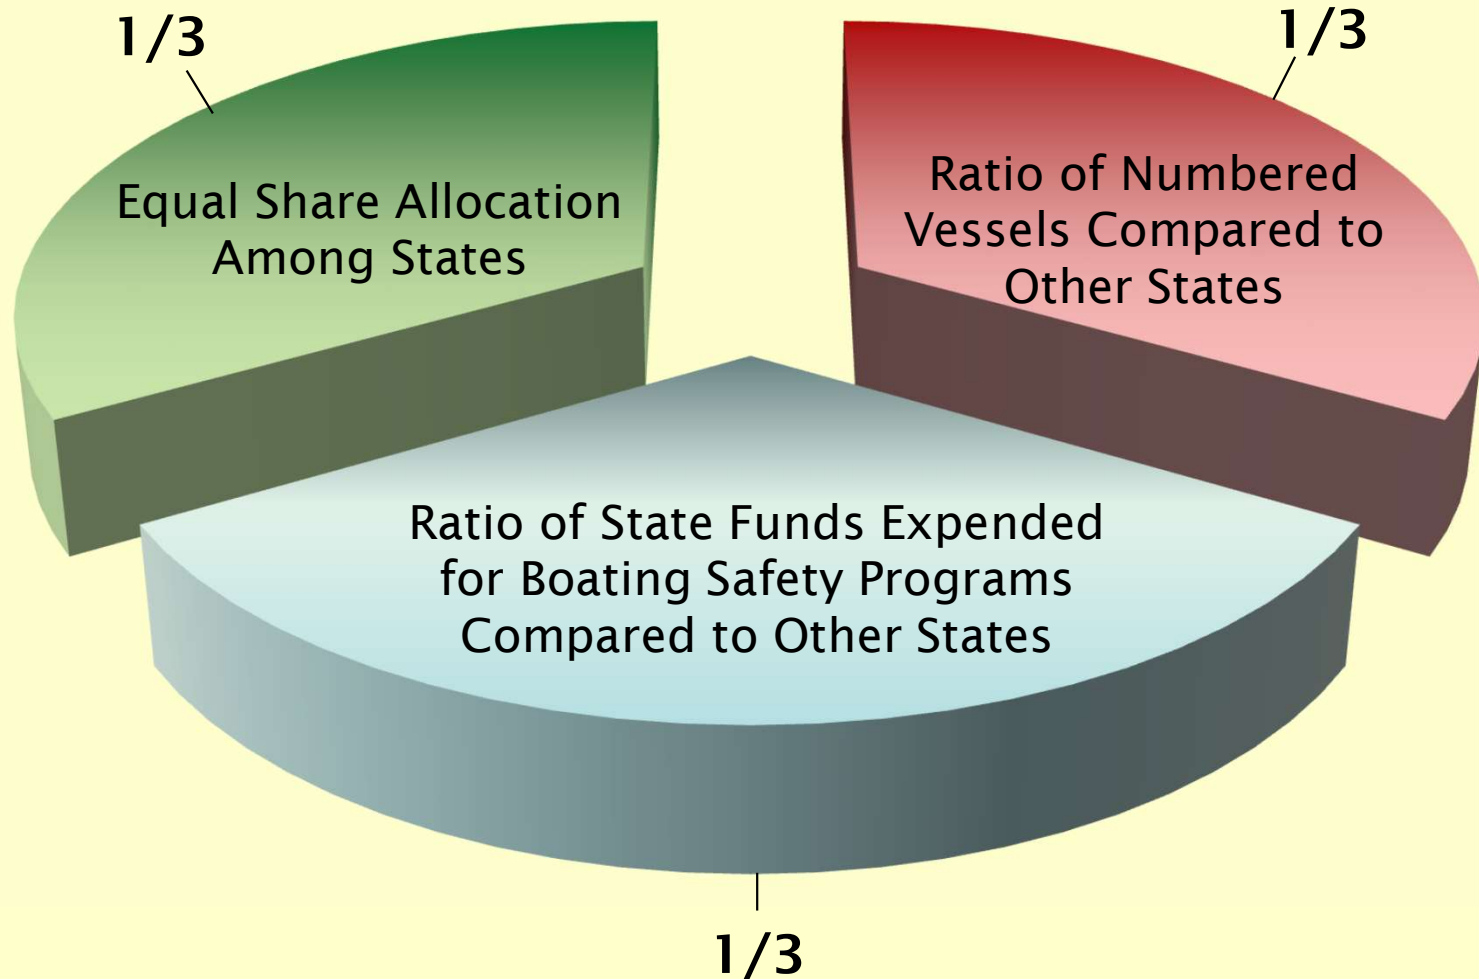 1/3
Equal Share Allocation
Among States
1/3
Ratio of Numbered
Vessels Compared to
Other States
Ratio of State Funds Expended
for Boating Safety Programs
Compared to Other States
1/3